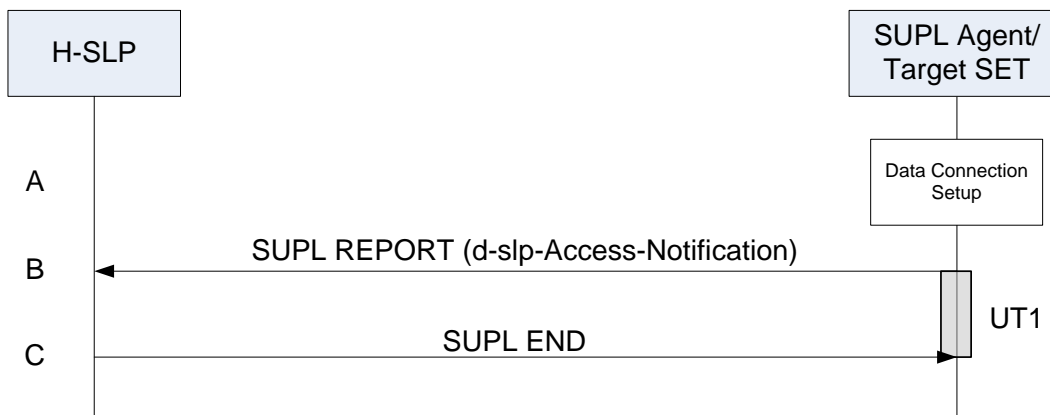 H-SLP
SUPL Agent/
Target SET
A
Data Connection
Setup
B
SUPL REPORT (d-slp-Access-Notification)
UT1
C
SUPL END